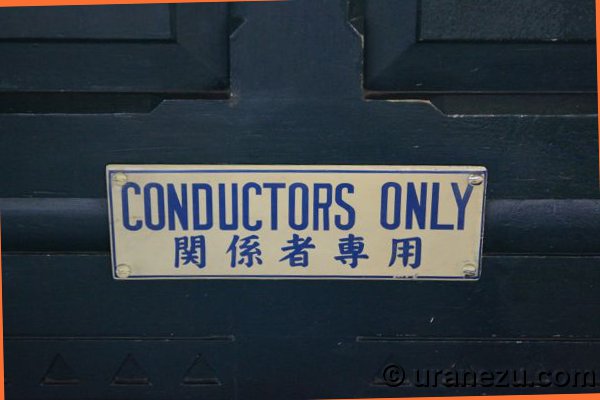 CONDUCTORS ONLY
関係者専用
© uranezu.com